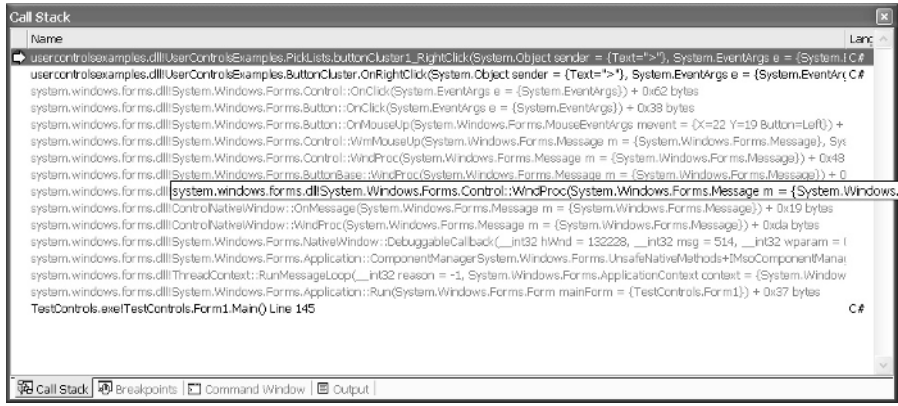 Call Stack
Name Lang
usercontrolsexamples.dll!UserControlsExamples.PickLists.buttonCluster1_RightClick(System.Object sender = {Text=">"}, System.EventArgs e = {System.I C#
usercontrolsexamples.dll!UserControlsExamples.ButtonCluster.OnRightClick(System.Object sender = {Text=">"}, System.EventArgs e = {System.EventArg C#
system.windows.forms.dll!System.Windows.Forms.Control::OnClick(System.EventArgs e = {System.EventArgs}) + 0x62 bytes
system.windows.forms.dll!System.Windows.Forms.Button::OnClick(System.EventArgs e = {System.EventArgs}) + 0x38 bytes
system.windows.forms.dll!System.Windows.Forms.Button::OnMouseUp(System.Windows.Forms.MouseEventArgs mevent = {X=22 Y=19 Button=Left}) +
system.windows.forms.dll!System.Windows.Forms.Control::WmMouseUp(System.Windows.Forms.Message m = {System.Windows.Forms.Message}, Sys
system.windows.forms.dll!System.Windows.Forms.Control::WndProc(System.Windows.Forms.Message m = {System.Windows.Forms.Message}) + 0x48
system.windows.forms.dll!System.Windows.Forms.ButtonBase::WndProc(System.Windows.Forms.Message m = {System.Windows.Forms.Message}) + 0
system.windows.forms.dll system.windows.forms.dll!System.Windows.Forms.Control::WndProc(System.Windows.Forms.Message m = {System.Windows.
system.windows.forms.dll!ControlNativeWindow::OnMessage(System.Windows.Forms.Message m = {System.Windows.Forms.Message}) + 0x19 bytes
system.windows.forms.dll!ControlNativeWindow::WndProc(System.Windows.Forms.Message m = {System.Windows.Forms.Message}) + 0xda bytes
system.windows.forms.dll!System.Windows.Forms.NativeWindow::DebuggableCallback(__int32 hWnd = 132228, __int32 msg = 514, __int32 wparam = (
system.windows.forms.dll!System.Windows.Forms.Application::ComponentManagerSystem.Windows.Forms.UnsafeNativeMethods+IMsoComponentManag
system.windows.forms.dll!ThreadContext::RunMessageLoop(__int32 reason = -1, System.Windows.Forms.ApplicationContext context = {System.Window
system.windows.forms.dll!System.Windows.Forms.Application::Run(System.Windows.Forms.Form mainForm = {TestControls.Form1}) + 0x37 bytes
TestControls.exe!TestControls.Form1.Main() Line 145 C#
Call Stack Breakpoints Command Window Output